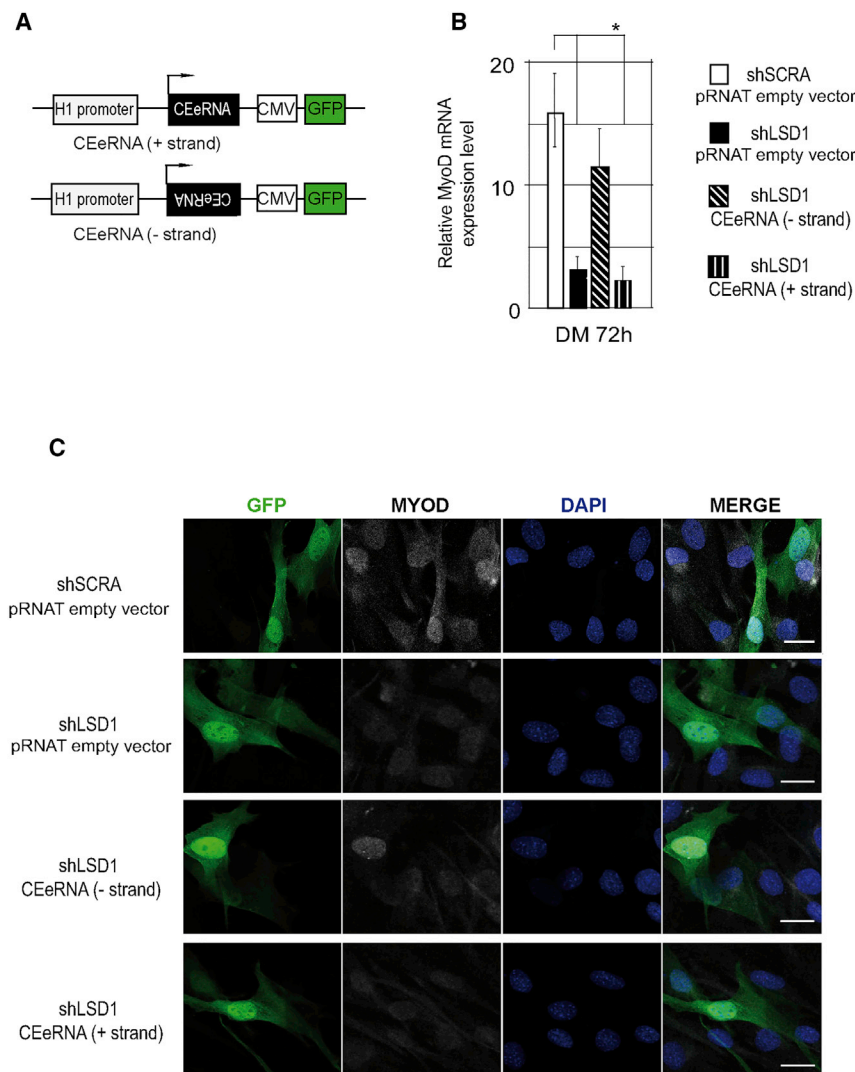 A
H1 promoter
CEeRNA
CMV
GFP
CEeRNA (+ strand)
H1 promoter
CEeRNA
CMV
GFP
CEeRNA (- strand)
B
*
20
10
0
Relative MyoD mRNA
expression level
DM 72h
shSCRA
pRNAT empty vector
shLSD1
pRNAT empty vector
shLSD1
CEeRNA (- strand)
shLSD1
CEeRNA (+ strand)
C
GFP
MYOD
DAPI
MERGE
shSCRA
pRNAT empty vector
shLSD1
pRNAT empty vector
shLSD1
CEeRNA (- strand)
shLSD1
CEeRNA (+ strand)